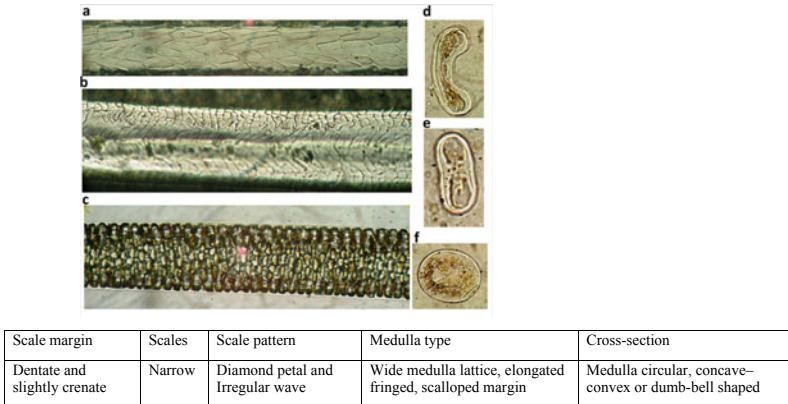 a
d
b
e
c
f
Scale margin Scales Scale pattern Medulla type Cross-section
Dentate and Narrow Diamond petal and Wide medulla lattice, elongated Medulla circular, concave–
slightly crenate Irregular wave fringed, scalloped margin convex or dumb-bell shaped